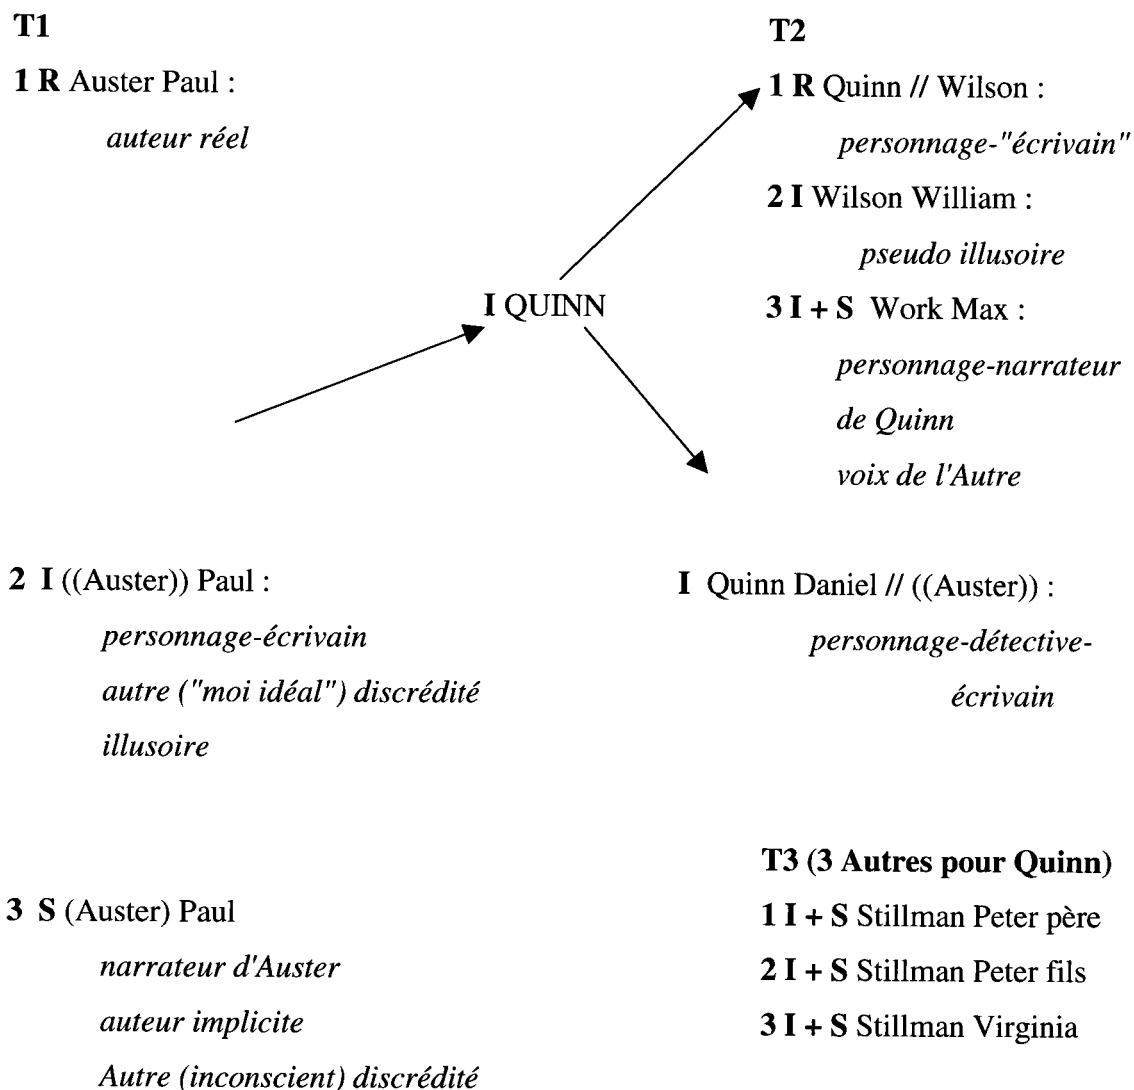 T1
1 R Auster Paul :
auteur réel
I QUINN
T2
1 R Quinn // Wilson :
personnage-"écrivain"
2 I Wilson William :
pseudo illusoire
3 I + S Work Max :
personnage-narrateur
de Quinn
voix de l'Autre
2 I ((Auster)) Paul :
personnage-écrivain
autre ("moi idéal") discrédité
illusoire
I Quinn Daniel // ((Auster)) :
personnage-détective-
écrivain
3 S (Auster) Paul
narrateur d'Auster
auteur implicite
Autre (inconscient) discrédité
T3 (3 Autres pour Quinn)
1 I + S Stillman Peter père
2 I + S Stillman Peter fils
3 I + S Stillman Virginia